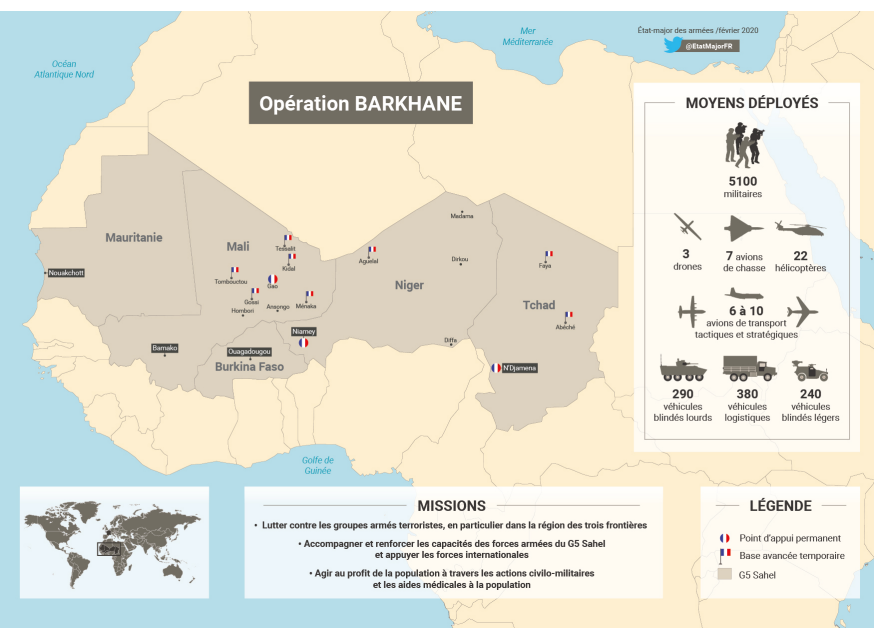 État-major des armées /février 2020
@EtatMajorFR
Océan
Atlantique Nord
Mer
Méditerranée
Opération BARKHANE
MOYENS DÉPLOYÉS
5100
militaires
3
drones
7 avions
de chasse
22
hélicoptères
6 à 10
avions de transport
tactiques et stratégiques
290
véhicules
blindés lourds
380
véhicules
logistiques
240
véhicules
blindés légers
Mauritanie
Nouakchott
Mali
Tessalit
Kidal
Tombouctou
Gao
Gossi
Hombori
Ansongo
Ménaka
Bamako
Ouagadougou
Burkina Faso
Niamey
Niger
Aguelal
Madama
Dirkou
Diffa
Tchad
Faya
Abéché
N'Djamena
Golfe de
Guinée
MISSIONS
• Lutter contre les groupes armés terroristes, en particulier dans la région des trois frontières
• Accompagner et renforcer les capacités des forces armées du G5 Sahel
et appuyer les forces internationales
• Agir au profit de la population à travers les actions civilo-militaires
et les aides médicales à la population
LÉGENDE
Point d'appui permanent
Base avancée temporaire
G5 Sahel